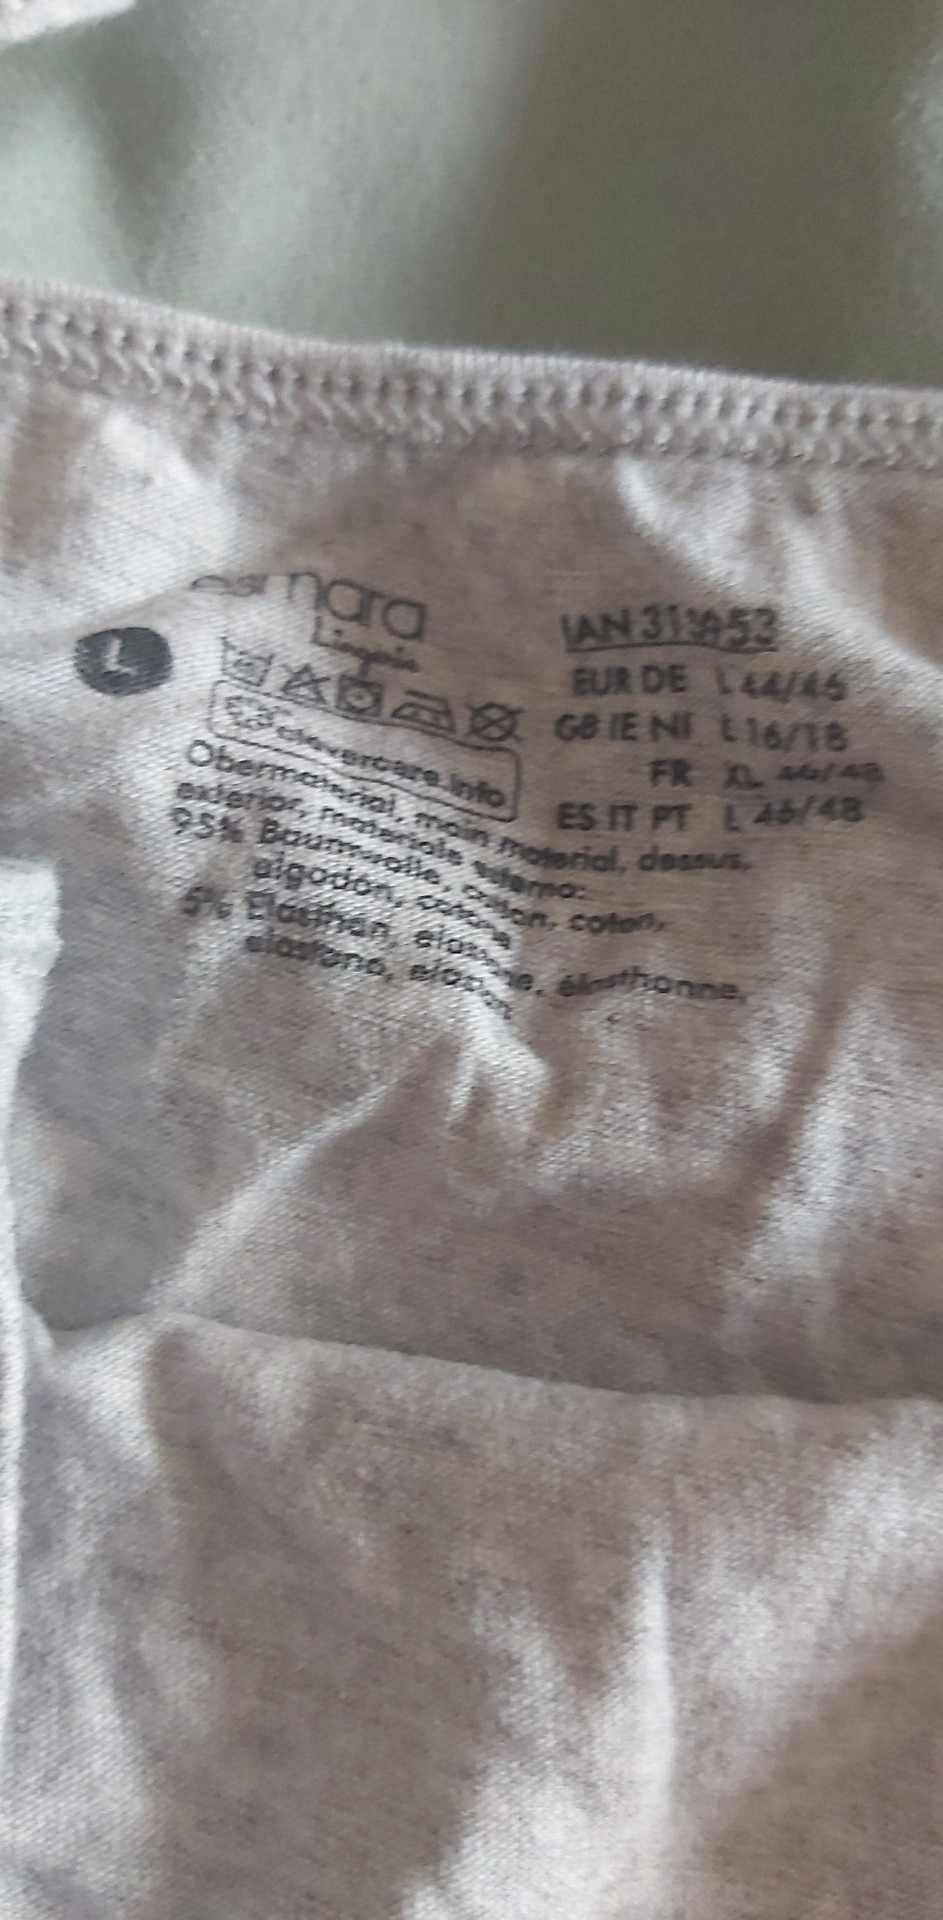 esmara
Lingerie
L
clevercare.info
EUR DE L 44/46
GB IE NI L 16/18
FR XL 46/48
ES IT PT L 46/48
Obermaterial, main material, dessus,
exterior, materiale esterno:
95% Baumwolle, cotton, coton,
algodón, cotone
5% Elasthan, elastane, élasthanne,
elastano, elastan